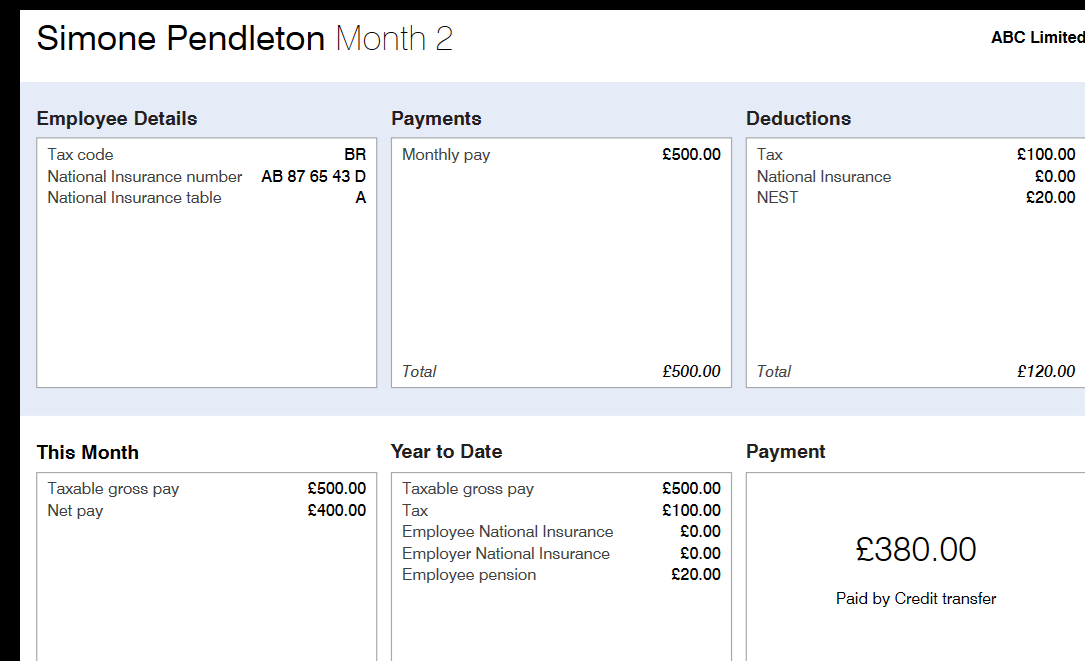 Simone Pendleton Month 2
ABC Limited
Employee Details
Tax code BR
National Insurance number AB 87 65 43 D
National Insurance table A
Payments
Monthly pay £500.00
Total £500.00
Deductions
Tax £100.00
National Insurance £0.00
NEST £20.00
Total £120.00
This Month
Taxable gross pay £500.00
Net pay £400.00
Year to Date
Taxable gross pay £500.00
Tax £100.00
Employee National Insurance £0.00
Employer National Insurance £0.00
Employee pension £20.00
Payment
£380.00
Paid by Credit transfer